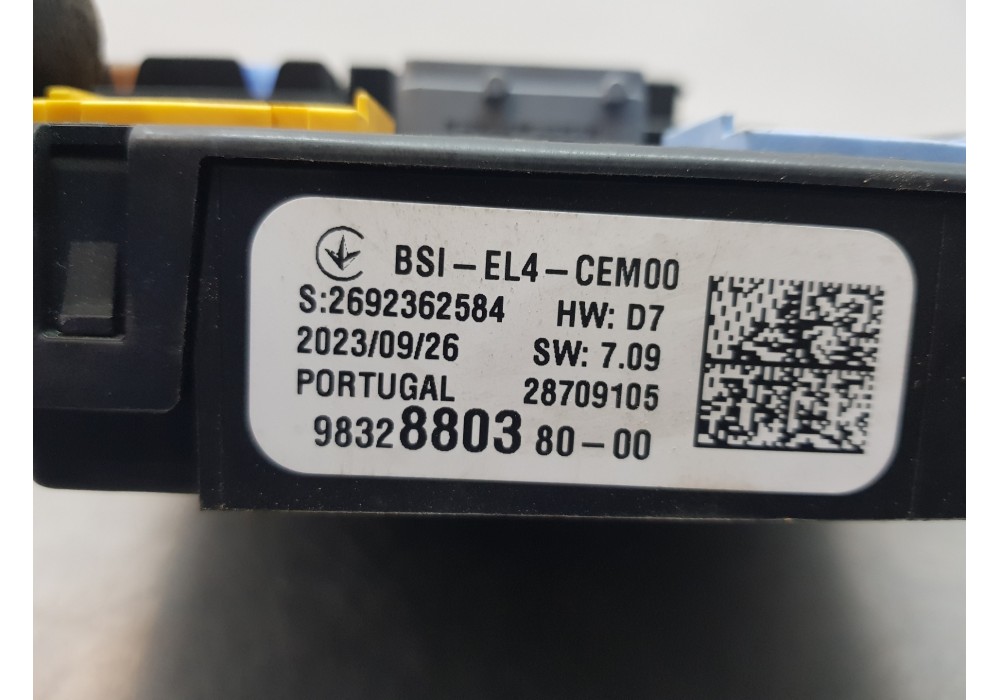 BSI-EL4-CEM00
S:2692362584 HW: D7
2023/09/26 SW: 7.09
PORTUGAL 28709105
9832880380-00